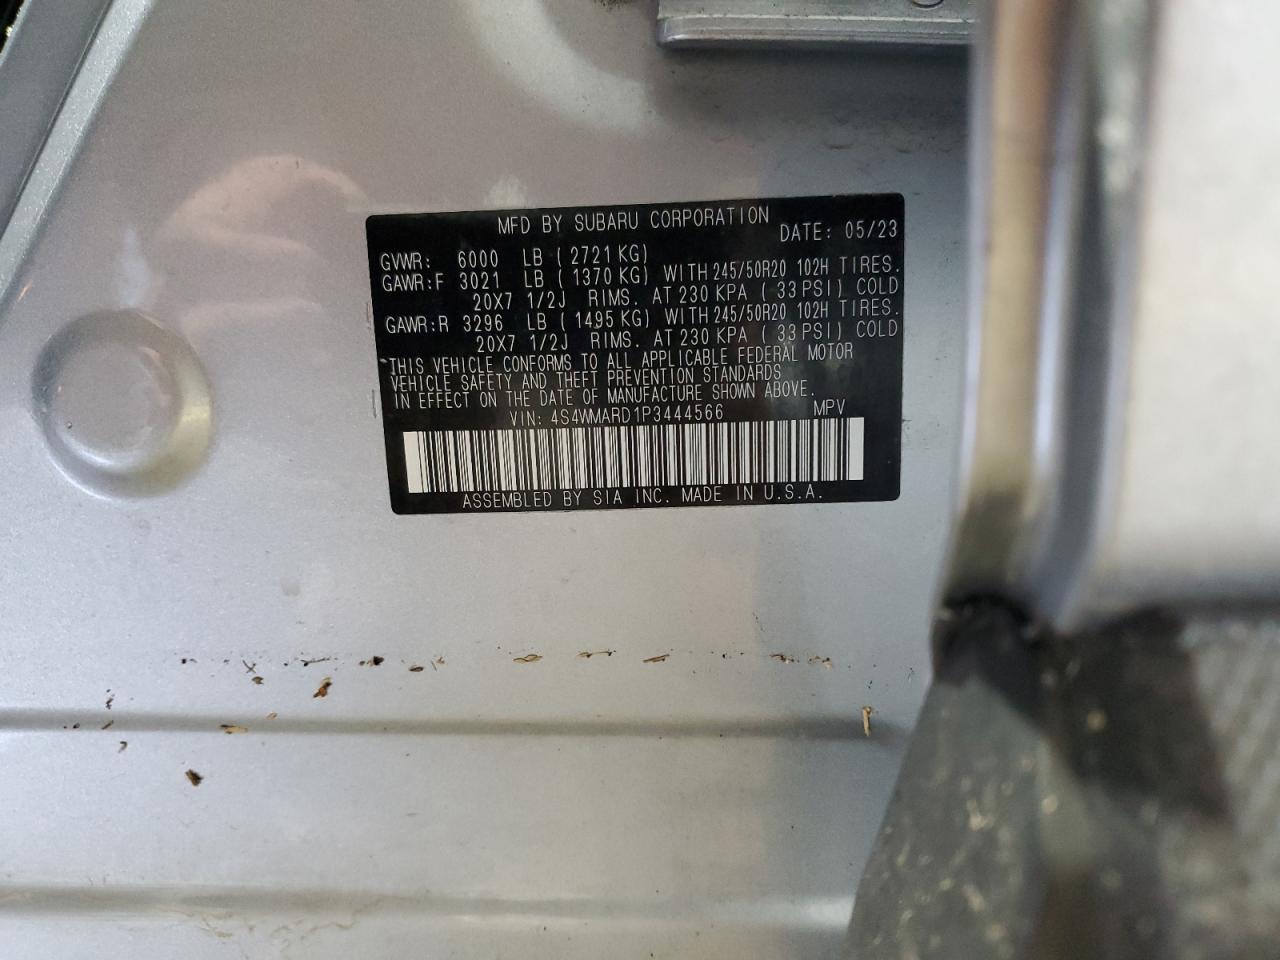 MFD BY SUBARU CORPORATION
DATE: 05/23
GVWR: 6000 LB ( 2721 KG)
GAWR:F 3021 LB ( 1370 KG) WITH 245/50R20 102H TIRES.
20X7 1/2J RIMS. AT 230 KPA ( 33 PSI) COLD
GAWR:R 3296 LB ( 1495 KG) WITH 245/50R20 102H TIRES.
20X7 1/2J RIMS. AT 230 KPA ( 33 PSI) COLD
THIS VEHICLE CONFORMS TO ALL APPLICABLE FEDERAL MOTOR
VEHICLE SAFETY AND THEFT PREVENTION STANDARDS
IN EFFECT ON THE DATE OF MANUFACTURE SHOWN ABOVE.
VIN: 4S4WMARD1P3444566 MPV
ASSEMBLED BY SIA INC. MADE IN U.S.A.